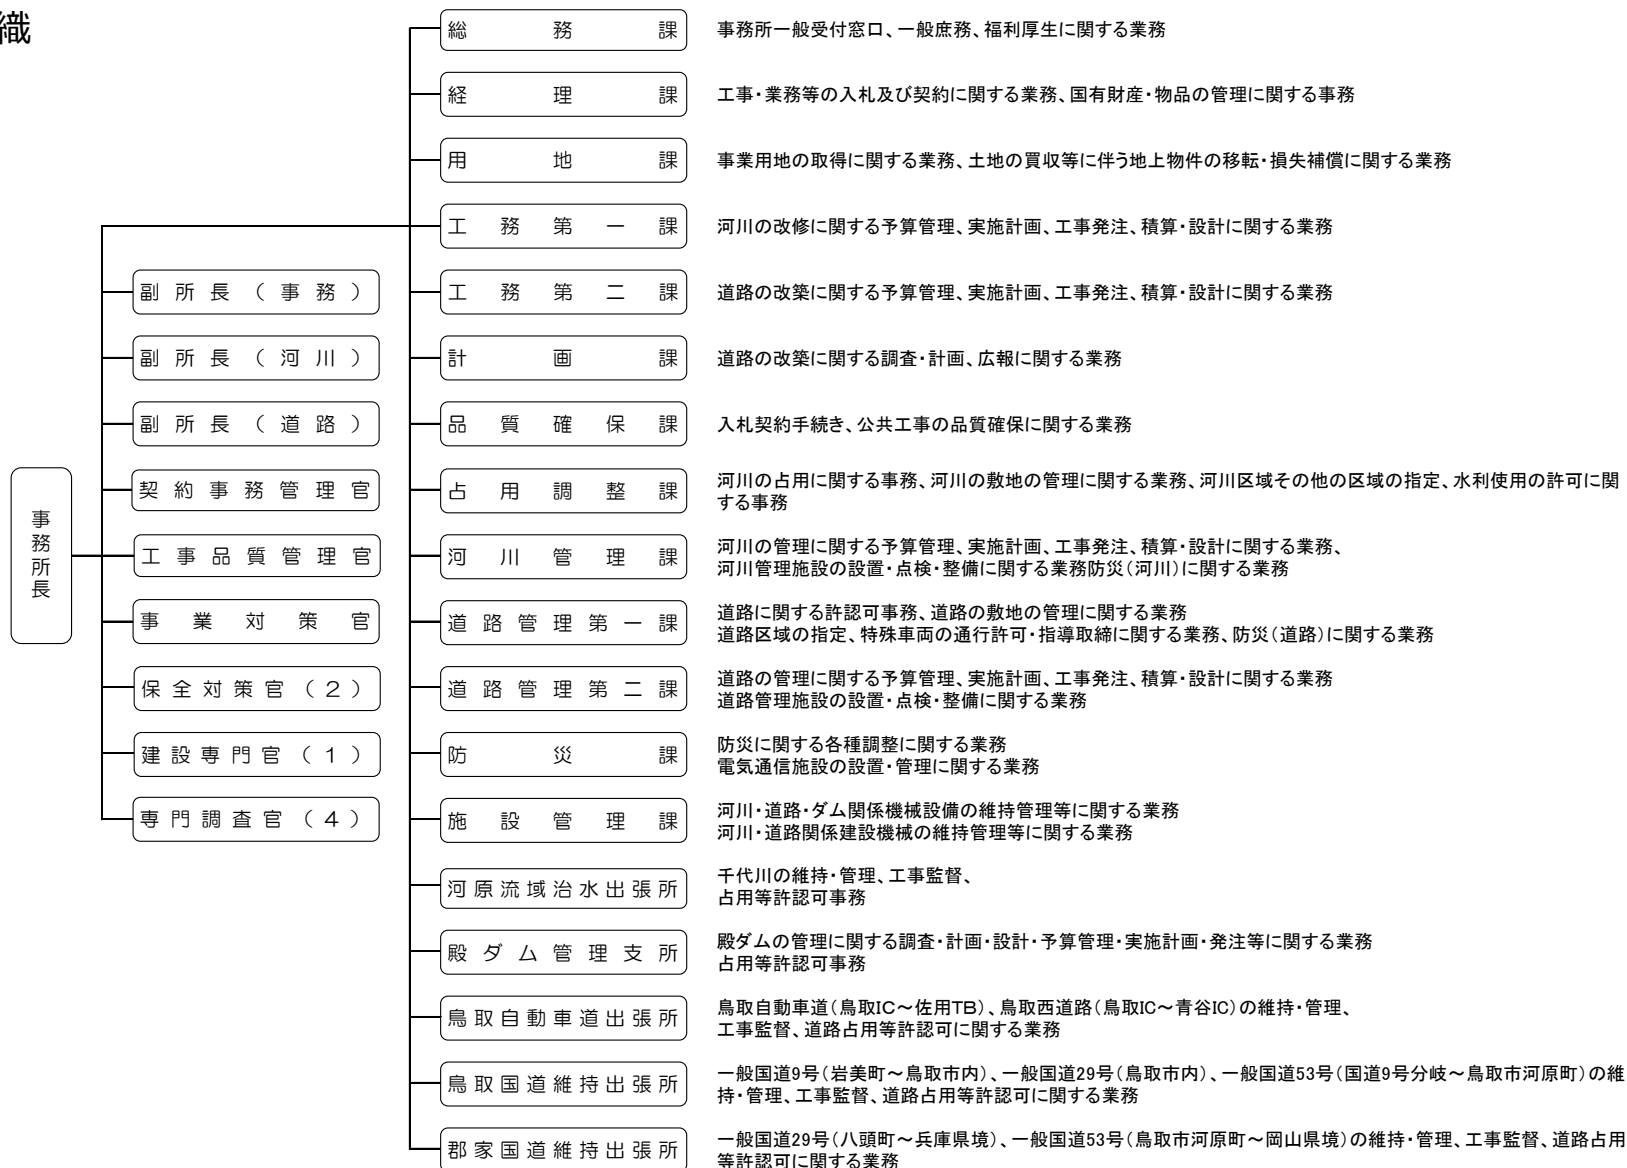 織
事務所長
副所長（事務）
副所長（河川）
副所長（道路）
契約事務管理官
工事品質管理官
事業対策官
保全対策官（２）
建設専門官（１）
専門調査官（４）
総務課
事務所一般受付窓口、一般庶務、福利厚生に関する業務
経理課
工事・業務等の入札及び契約に関する業務、国有財産・物品の管理に関する事務
用地課
事業用地の取得に関する業務、土地の買収等に伴う地上物件の移転・損失補償に関する業務
工務第一課
河川の改修に関する予算管理、実施計画、工事発注、積算・設計に関する業務
工務第二課
道路の改築に関する予算管理、実施計画、工事発注、積算・設計に関する業務
計画課
道路の改築に関する調査・計画、広報に関する業務
品質確保課
入札契約手続き、公共工事の品質確保に関する業務
占用調整課
河川の占用に関する事務、河川の敷地の管理に関する業務、河川区域その他の区域の指定、水利使用の許可に関
する事務
河川管理課
河川の管理に関する予算管理、実施計画、工事発注、積算・設計に関する業務、
河川管理施設の設置・点検・整備に関する業務防災（河川）に関する業務
道路管理第一課
道路に関する許認可事務、道路の敷地の管理に関する業務
道路区域の指定、特殊車両の通行許可・指導取締に関する業務、防災（道路）に関する業務
道路管理第二課
道路の管理に関する予算管理、実施計画、工事発注、積算・設計に関する業務
道路管理施設の設置・点検・整備に関する業務
防災課
防災に関する各種調整に関する業務
電気通信施設の設置・管理に関する業務
施設管理課
河川・道路・ダム関係機械設備の維持管理等に関する業務
河川・道路関係建設機械の維持管理等に関する業務
河原流域治水出張所
千代川の維持・管理、工事監督、
占用等許認可事務
殿ダム管理支所
殿ダムの管理に関する調査・計画・設計・予算管理・実施計画・発注等に関する業務
占用等許認可事務
鳥取自動車道出張所
鳥取自動車道（鳥取IC～佐用TB）、鳥取西道路（鳥取IC～青谷IC）の維持・管理、
工事監督、道路占用等許認可に関する業務
鳥取国道維持出張所
一般国道9号（岩美町～鳥取市内）、一般国道29号（鳥取市内）、一般国道53号（国道9号分岐～鳥取市河原町）の維
持・管理、工事監督、道路占用等許認可に関する業務
郡家国道維持出張所
一般国道29号（八頭町～兵庫県境）、一般国道53号（鳥取市河原町～岡山県境）の維持・管理、工事監督、道路占用
等許認可に関する業務